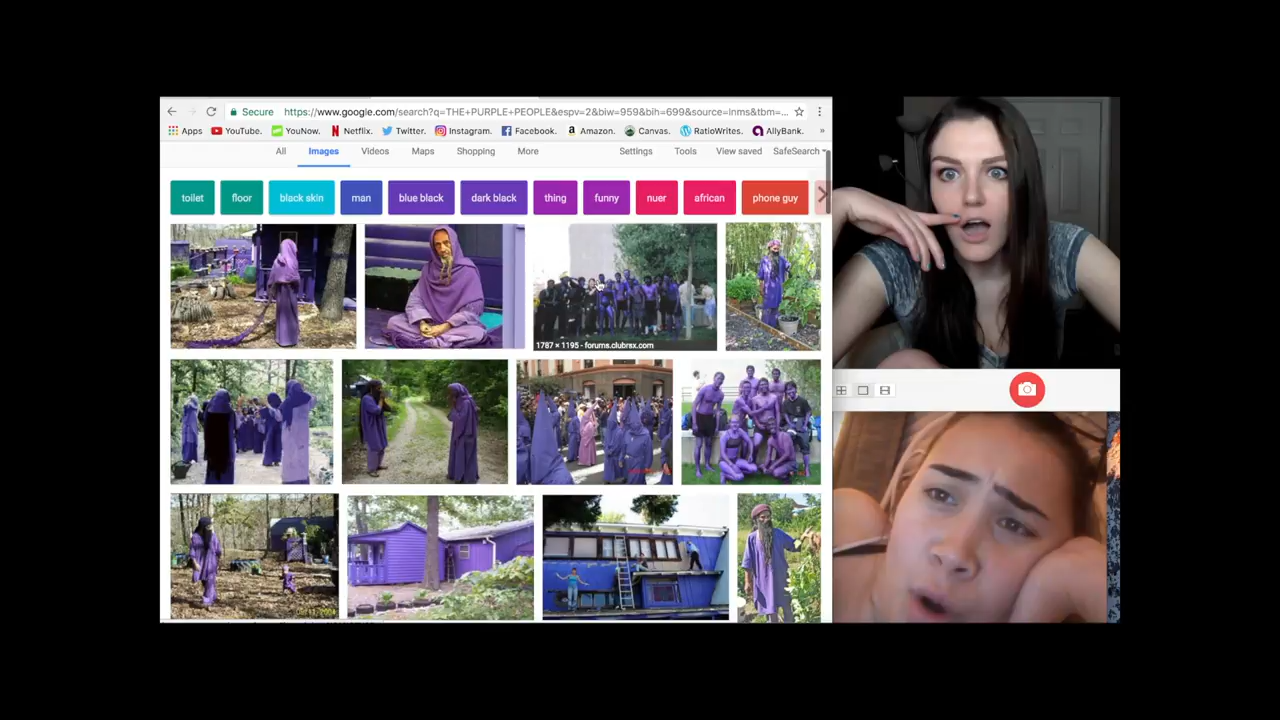 Secure https://www.google.com/search?q=THE+PURPLE+PEOPLE&espv=2&biw=959&bih=699&source=lnms&tbm=...
Apps YouTube. YouNow. Netflix. Twitter. Instagram. Facebook. Amazon. Canvas. RatioWrites. AllyBank. »
All Images Videos Maps Shopping More Settings Tools View saved SafeSearch
toilet floor black skin man blue black dark black thing funny nuer african phone guy
1787 × 1195 - forums.clubrsx.com